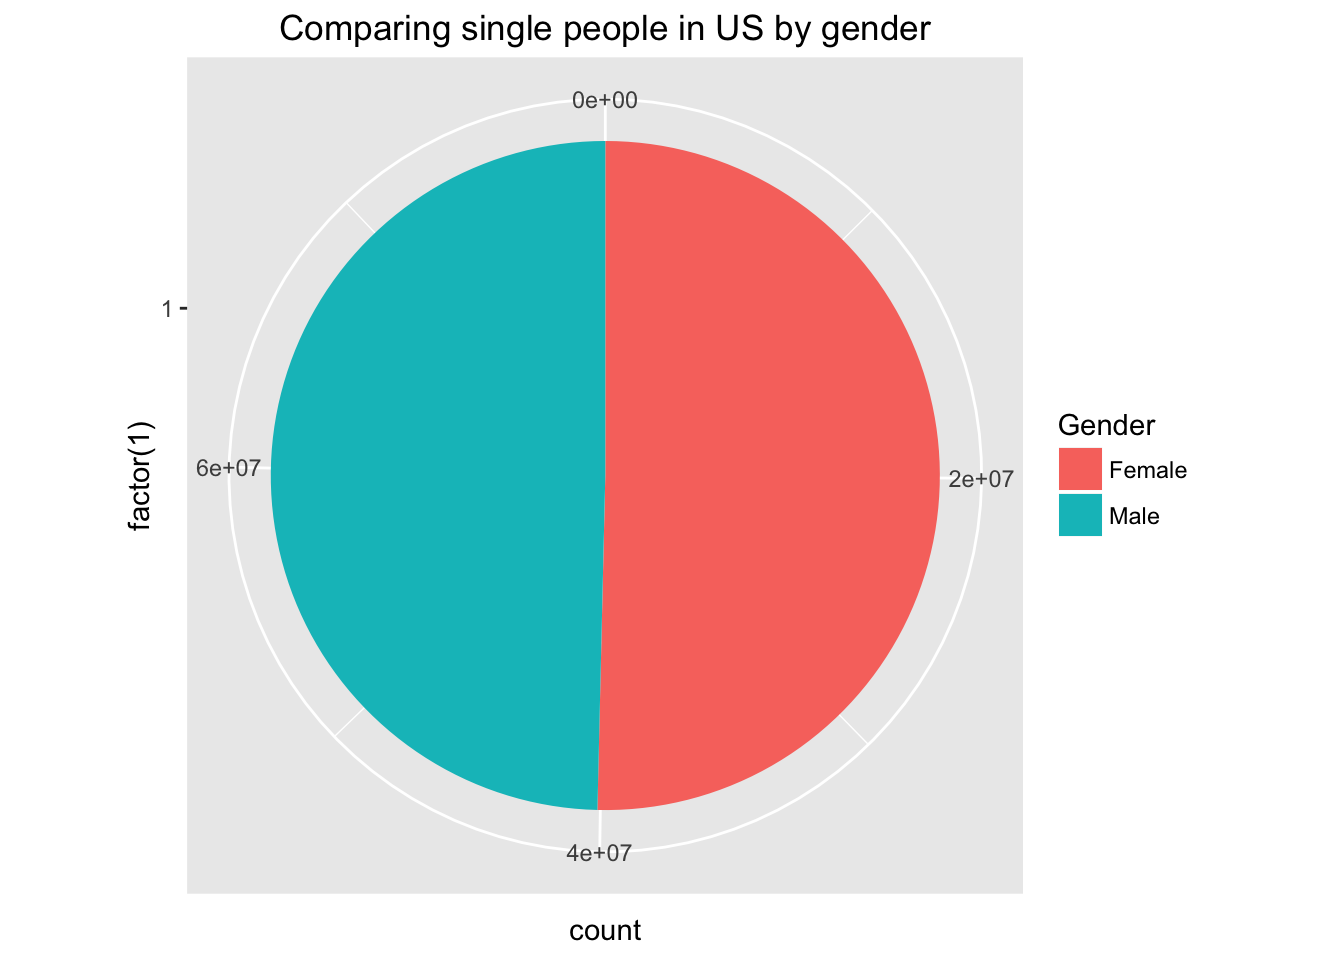 Comparing single people in US by gender
0e+00
1
6e+07
2e+07
4e+07
factor(1)
count
Gender
Female
Male